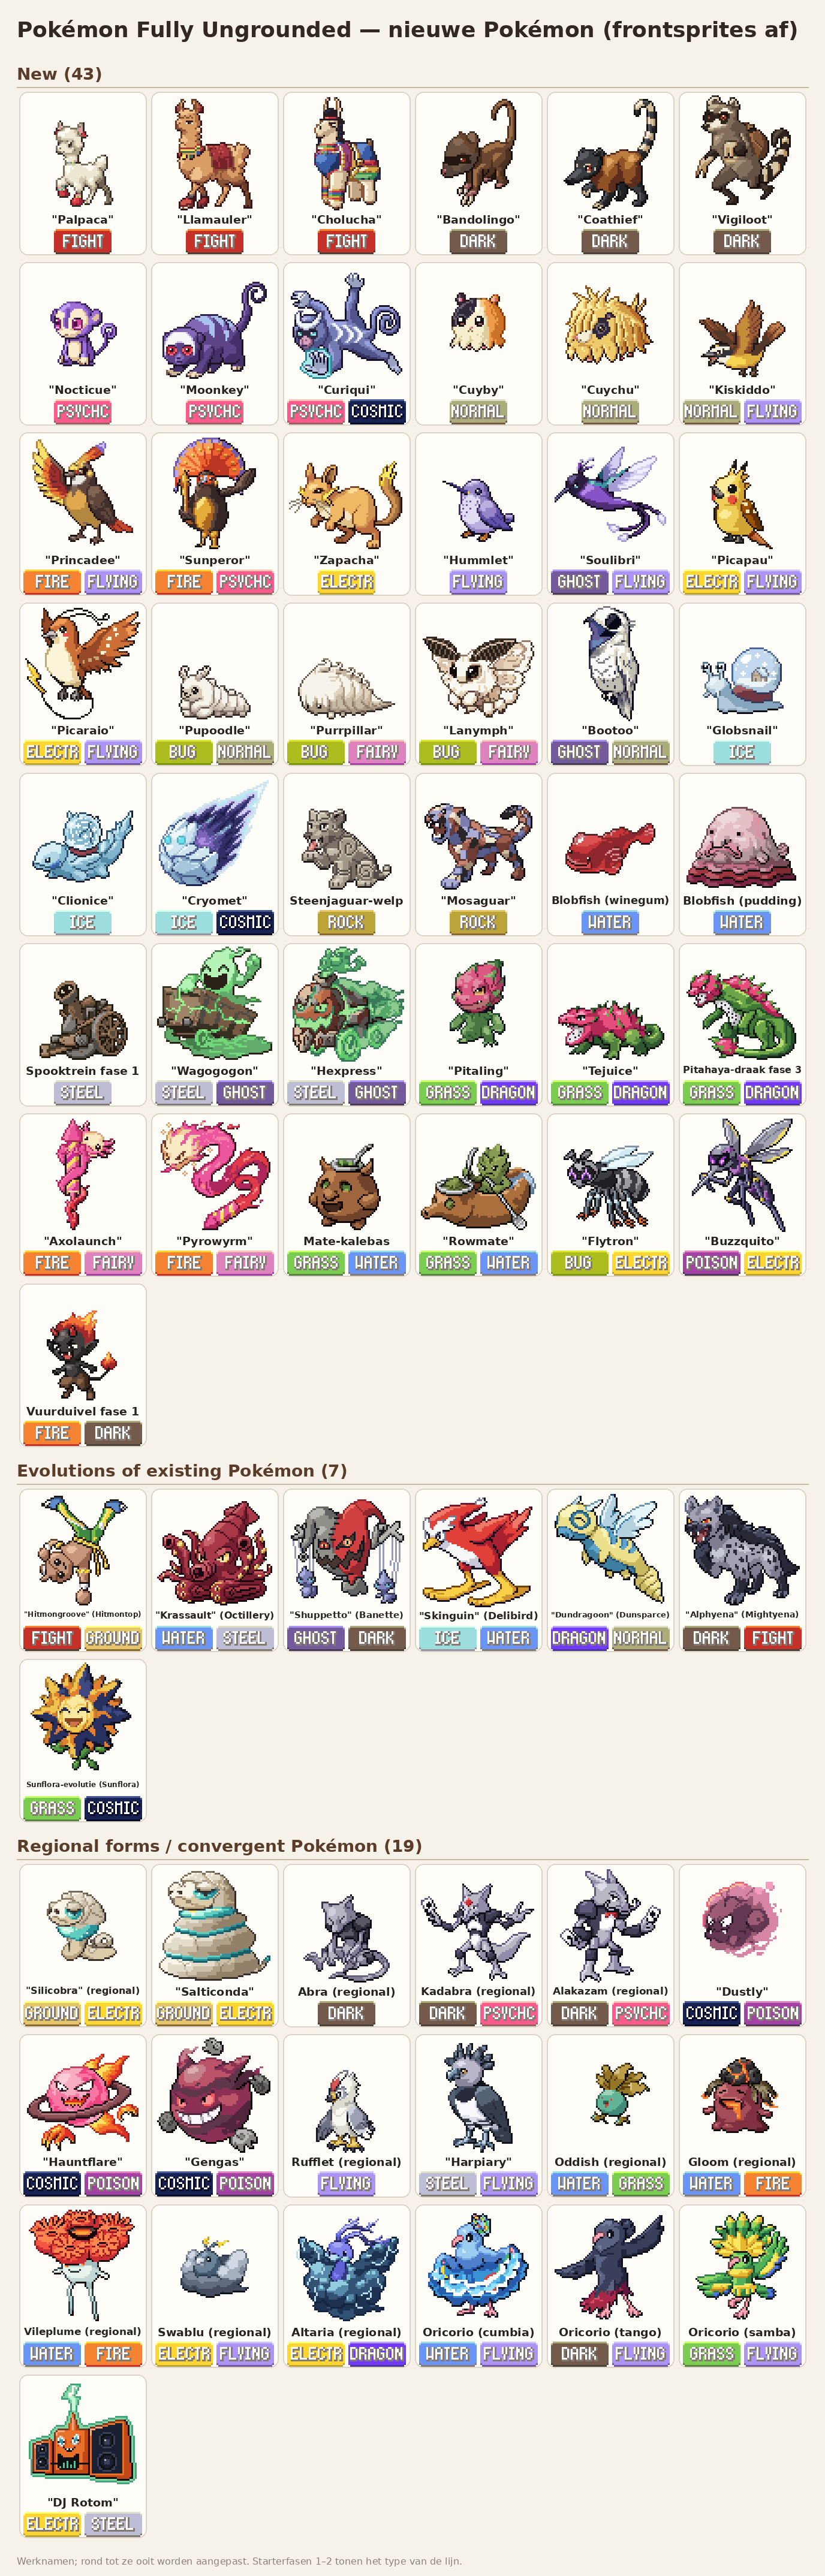 Pokémon Fully Ungrounded — nieuwe Pokémon (frontsprites af)
New (43)
"Palpaca" "Llamauler" "Cholucha" "Bandolingo" "Coathief" "Vigiloot"
FIGHT FIGHT FIGHT DARK DARK DARK
"Nocticue" "Moonkey" "Curiqui" "Cuyby" "Cuychu" "Kiskiddo"
PSYCHC PSYCHC PSYCHC COSMIC NORMAL NORMAL NORMAL FLYING
"Princadee" "Sunperor" "Zapacha" "Hummlet" "Soulibri" "Picapau"
FIRE FLYING FIRE PSYCHC ELECTR FLYING GHOST FLYING ELECTR FLYING
"Picaraio" "Pupoodle" "Purrpillar" "Lanymph" "Bootoo" "Globsnail"
ELECTR FLYING BUG NORMAL BUG FAIRY BUG FAIRY GHOST NORMAL ICE
"Clionice" "Cryomet" Steenjaguar-welp "Mosaguar" Blobfish (winegum) Blobfish (pudding)
ICE ICE COSMIC ROCK ROCK WATER WATER
Spooktrein fase 1 "Wagogogon" "Hexpress" "Pitaling" "Tejuice" Pitahaya-draak fase 3
STEEL STEEL GHOST STEEL GHOST GRASS DRAGON GRASS DRAGON GRASS DRAGON
"Axolaunch" "Pyrowyrm" Mate-kalebas "Rowmate" "Flytron" "Buzzquito"
FIRE FAIRY FIRE FAIRY GRASS WATER GRASS WATER BUG ELECTR POISON ELECTR
Vuurduivel fase 1
FIRE DARK
Evolutions of existing Pokémon (7)
"Hitmongroove" (Hitmontop) "Krassault" (Octillery) "Shuppetto" (Banette) "Skinguin" (Delibird) "Dundragoon" (Dunsparce) "Alphyena" (Mightyena)
FIGHT GROUND WATER STEEL GHOST DARK ICE WATER DRAGON NORMAL DARK FIGHT
Sunflora-evolutie (Sunflora)
GRASS COSMIC
Regional forms / convergent Pokémon (19)
"Silicobra" (regional) "Salticonda" Abra (regional) Kadabra (regional) Alakazam (regional) "Dustly"
GROUND ELECTR GROUND ELECTR DARK DARK PSYCHC DARK PSYCHC COSMIC POISON
"Hauntflare" "Gengas" Rufflet (regional) "Harpiary" Oddish (regional) Gloom (regional)
COSMIC POISON COSMIC POISON FLYING STEEL FLYING WATER GRASS WATER FIRE
Vileplume (regional) Swablu (regional) Altaria (regional) Oricorio (cumbia) Oricorio (tango) Oricorio (samba)
WATER FIRE ELECTR FLYING ELECTR DRAGON WATER FLYING DARK FLYING GRASS FLYING
"DJ Rotom"
ELECTR STEEL
Werknamen; rond tot ze ooit worden aangepast. Starterfasen 1–2 tonen het type van de lijn.